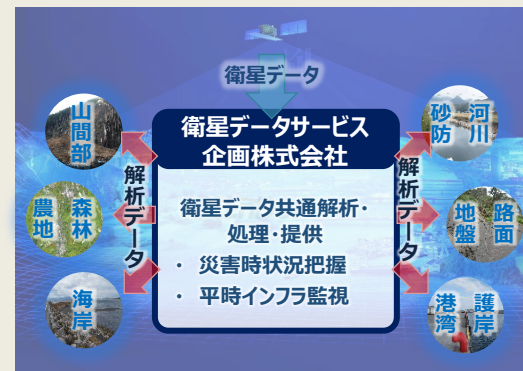 衛星データ
衛星データサービス
企画株式会社
衛星データ共通解析・
処理・提供
・ 災害時状況把握
・ 平時インフラ監視
解析データ
解析データ
山間部
森林
農地
海岸
河川
砂防
路面
地盤
護岸
港湾